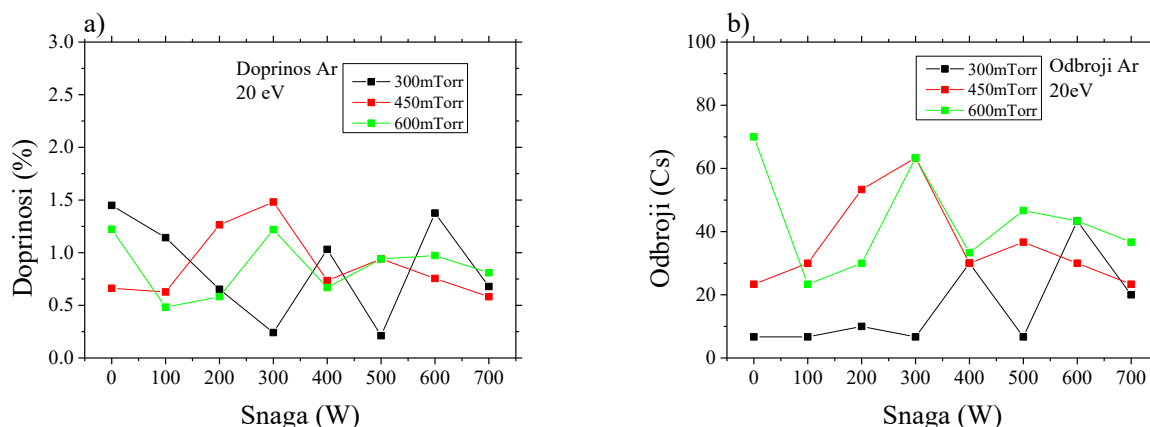 a)
Doprinosi (%)
3.0
2.5
2.0
1.5
1.0
0.5
0.0
Doprinos Ar
20 eV
300mTorr
450mTorr
600mTorr
0 100 200 300 400 500 600 700
Snaga (W)
b)
Odbroji (Cs)
100
80
60
40
20
0
300mTorr
450mTorr
600mTorr
Odbroji Ar
20eV
0 100 200 300 400 500 600 700
Snaga (W)